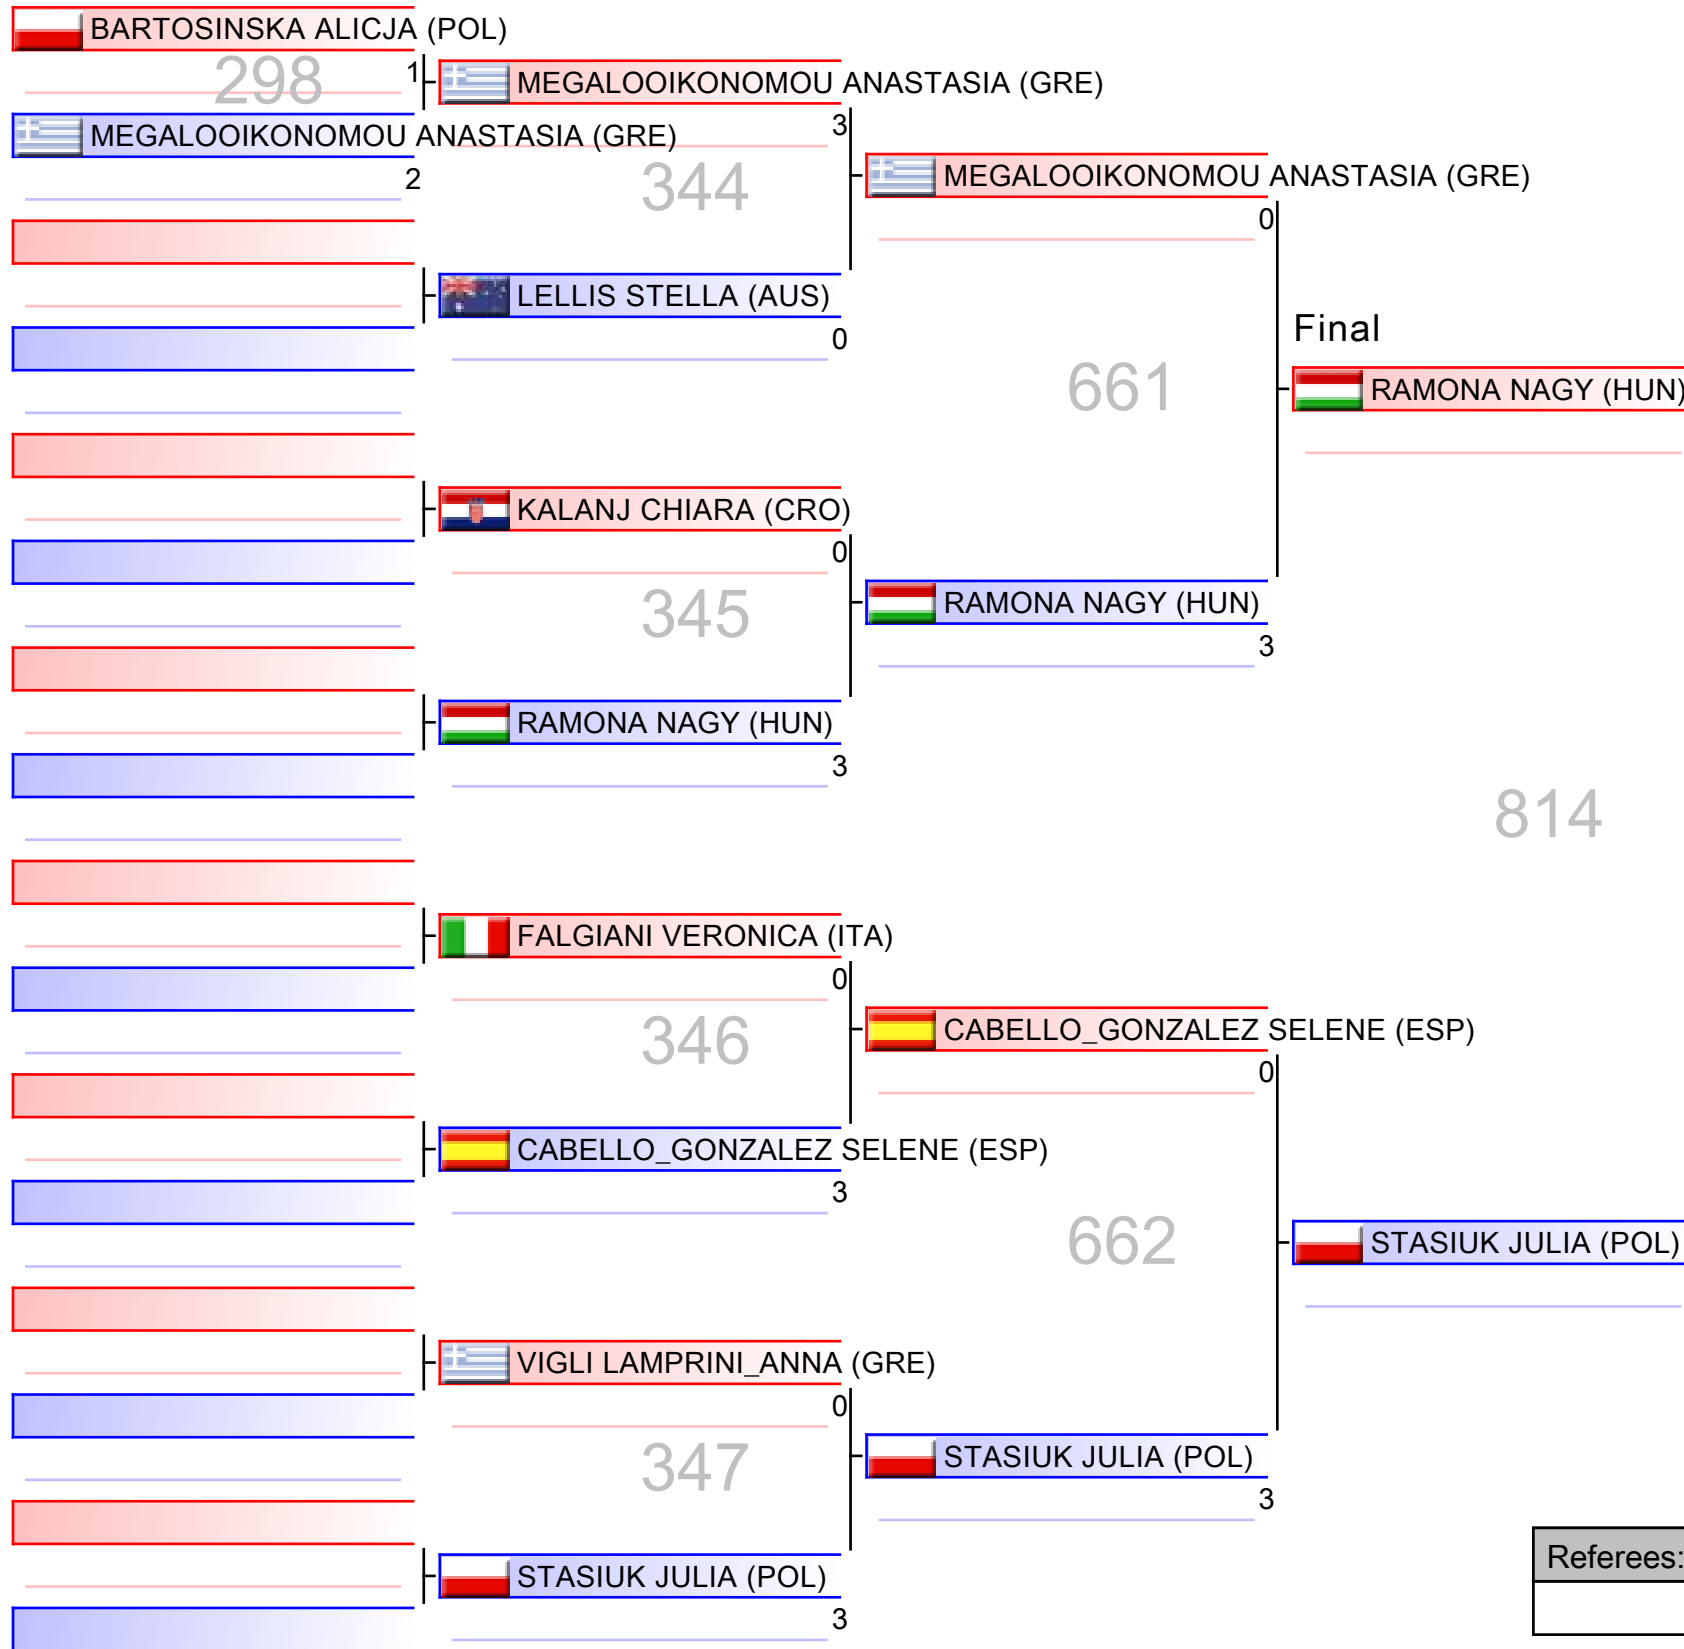 BARTOSINSKA ALICJA (POL)
298
1
MEGALOOIKONOMOU ANASTASIA (GRE)
MEGALOOIKONOMOU ANASTASIA (GRE)
3
2
344
MEGALOOIKONOMOU ANASTASIA (GRE)
0
LELLIS STELLA (AUS)
0
Final
661
RAMONA NAGY (HUN)
KALANJ CHIARA (CRO)
0
345
RAMONA NAGY (HUN)
3
RAMONA NAGY (HUN)
3
814
FALGIANI VERONICA (ITA)
0
346
CABELLO_GONZALEZ SELENE (ESP)
0
CABELLO_GONZALEZ SELENE (ESP)
3
662
STASIUK JULIA (POL)
VIGLI LAMPRINI_ANNA (GRE)
0
347
STASIUK JULIA (POL)
3
Referees:
STASIUK JULIA (POL)
3